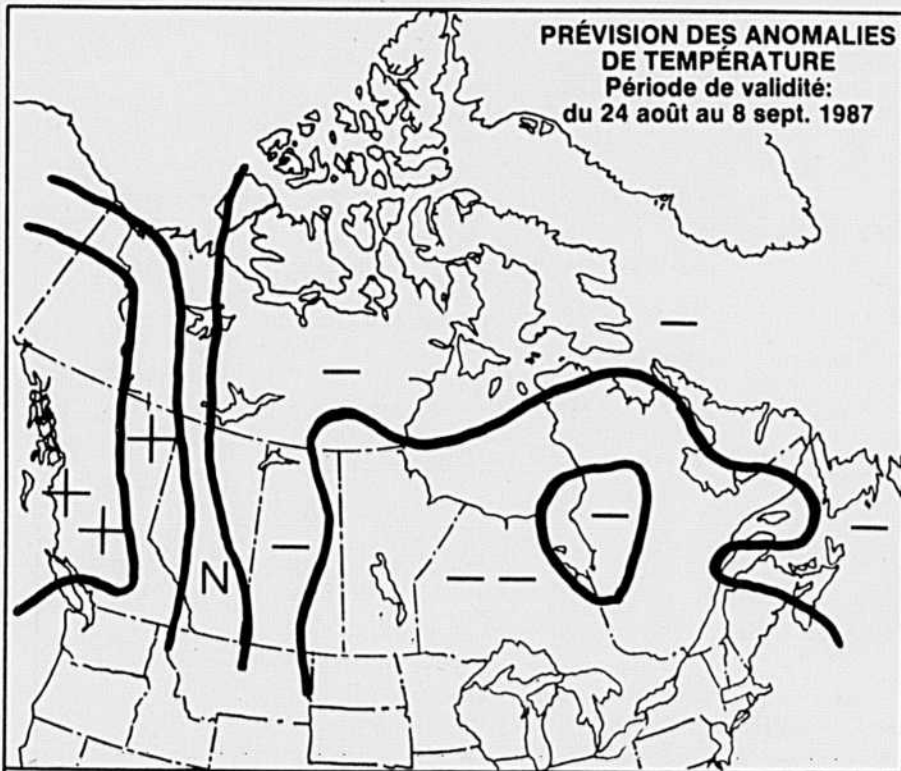 PRÉVISION DES ANOMALIES
DE TEMPÉRATURE
Période de validité:
du 24 août au 8 sept. 1987
—
—
+
+
+
—
—
N
—
— —